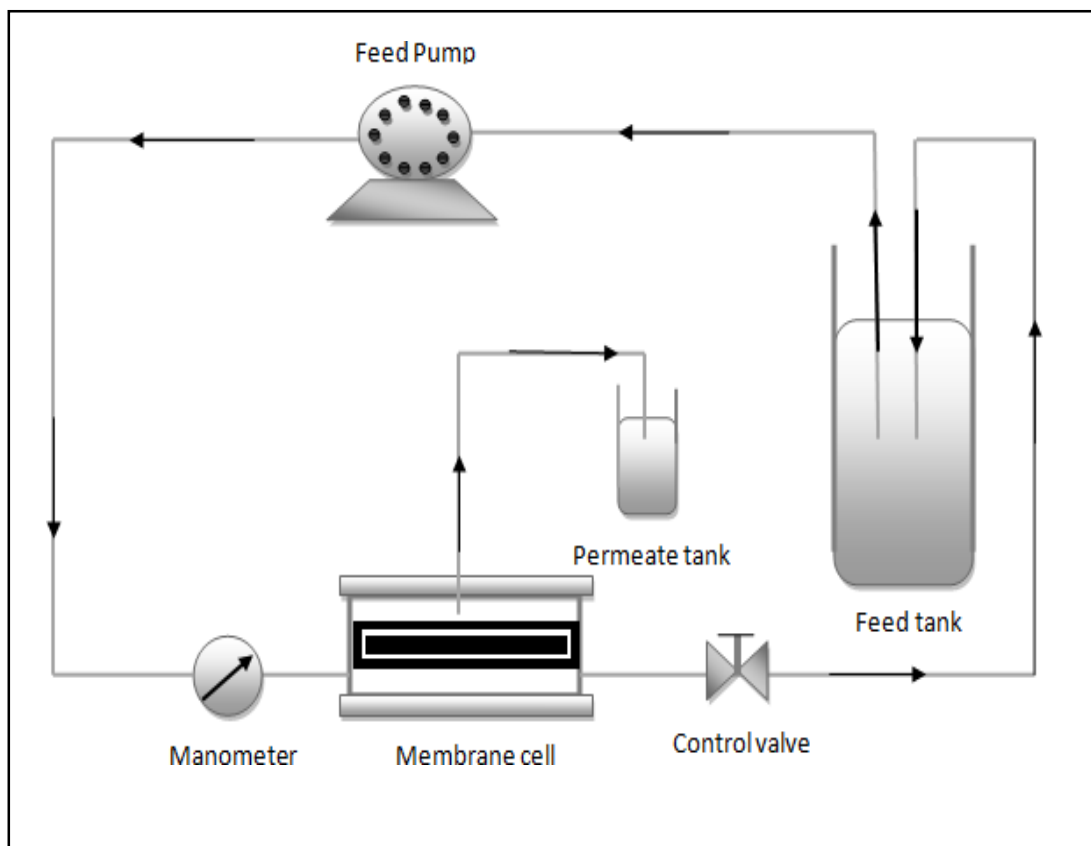 Feed Pump
Permeate tank
Feed tank
Manometer
Membrane cell
Control valve